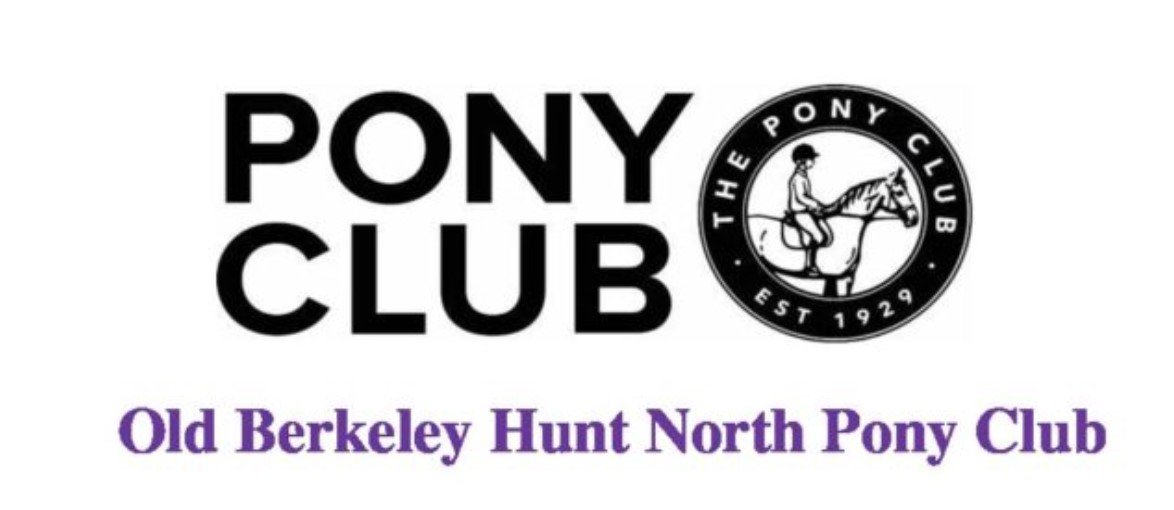 PONY
CLUB
THE PONY CLUB
EST 1929
Old Berkeley Hunt North Pony Club